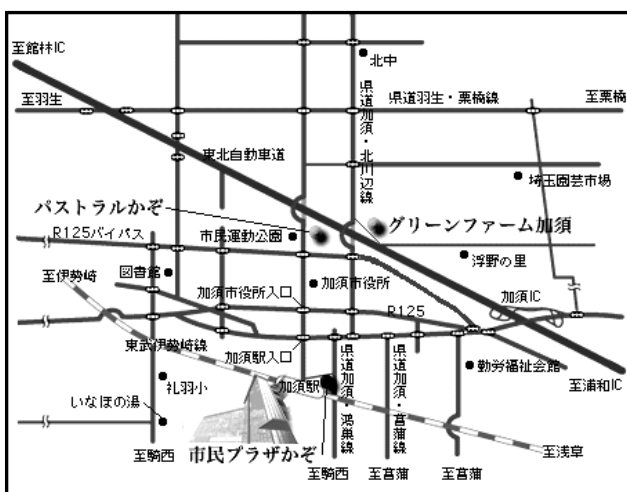 至館林IC
北中
至羽生
県道羽生・栗橋線
至栗橋
県道加須・北川辺線
東北自動車道
埼玉園芸市場
パストラルかぞ
グリーンファーム加須
R125バイパス
市民運動公園
浮野の里
至伊勢崎
図書館
加須市役所
加須市役所入口
加須IC
R125
東武伊勢崎線
加須駅入口
県道加須・鴻巣線
県道加須・菖蒲線
勤労福祉会館
礼羽小
加須駅
至浦和IC
いなほの湯
市民プラザかぞ
至浅草
至騎西
至騎西
至菖蒲
至菖蒲